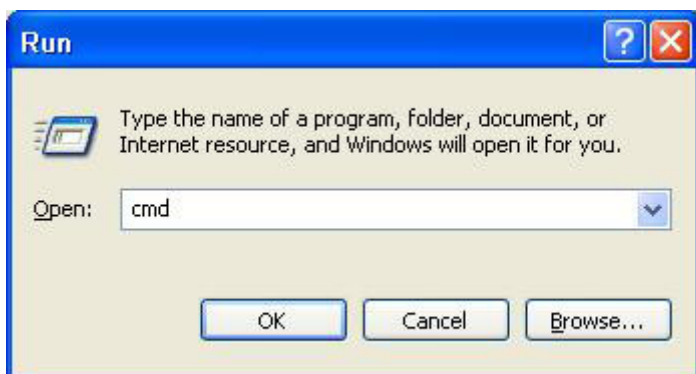 Run
Type the name of a program, folder, document, or
Internet resource, and Windows will open it for you.
Open: cmd
OK Cancel Browse...